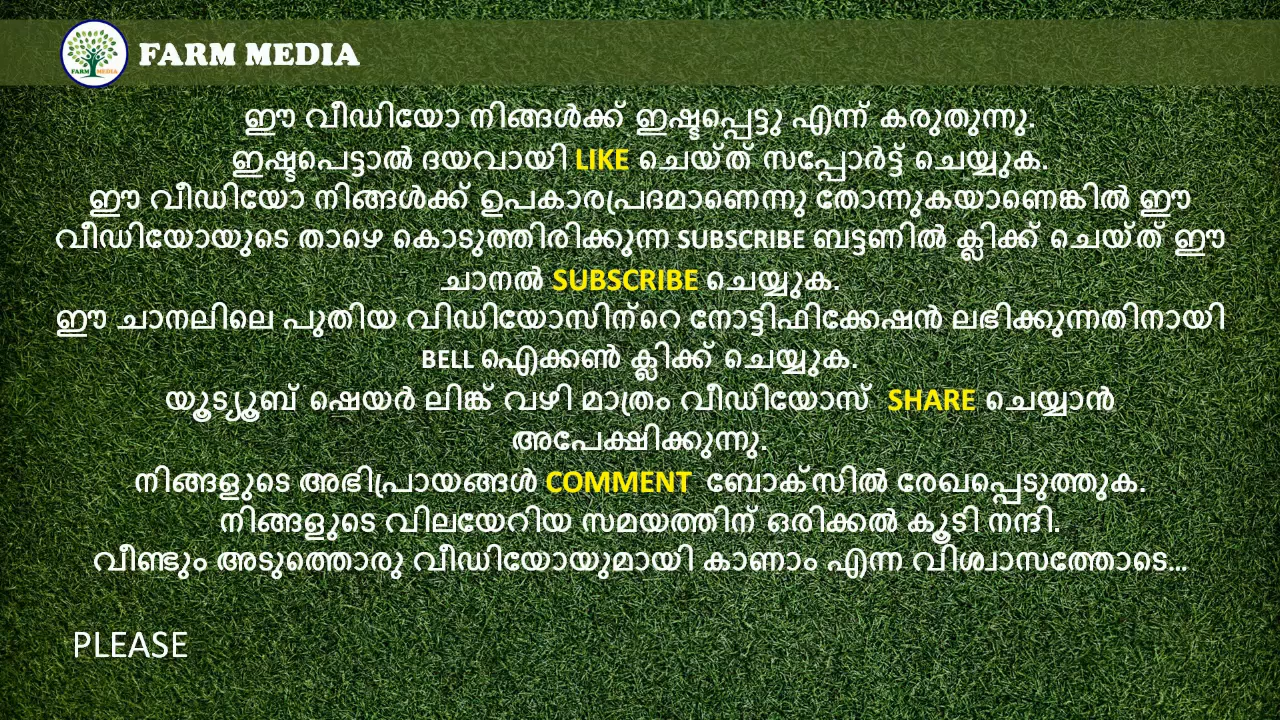 FARM MEDIA
FARM MEDIA
ഈ വീഡിയോ നിങ്ങൾക്ക് ഇഷ്ടപ്പെട്ടു എന്ന് കരുതുന്നു.
ഇഷ്ടപെട്ടാൽ ദയവായി LIKE ചെയ്ത് സപ്പോർട്ട് ചെയ്യുക.
ഈ വീഡിയോ നിങ്ങൾക്ക് ഉപകാരപ്രദമാണെന്നു തോന്നുകയാണെങ്കിൽ ഈ
വീഡിയോയുടെ താഴെ കൊടുത്തിരിക്കുന്ന SUBSCRIBE ബട്ടണിൽ ക്ലിക്ക് ചെയ്ത് ഈ
ചാനൽ SUBSCRIBE ചെയ്യുക.
ഈ ചാനലിലെ പുതിയ വിഡിയോസിന്റെ നോട്ടിഫിക്കേഷൻ ലഭിക്കുന്നതിനായി
BELL ഐക്കൺ ക്ലിക്ക് ചെയ്യുക.
യൂട്യൂബ് ഷെയർ ലിങ്ക് വഴി മാത്രം വീഡിയോസ് SHARE ചെയ്യാൻ
അപേക്ഷിക്കുന്നു.
നിങ്ങളുടെ അഭിപ്രായങ്ങൾ COMMENT ബോക്സിൽ രേഖപ്പെടുത്തുക.
നിങ്ങളുടെ വിലയേറിയ സമയത്തിന് ഒരിക്കൽ കൂടി നന്ദി.
വീണ്ടും അടുത്തൊരു വീഡിയോയുമായി കാണാം എന്ന വിശ്വാസത്തോടെ...
PLEASE